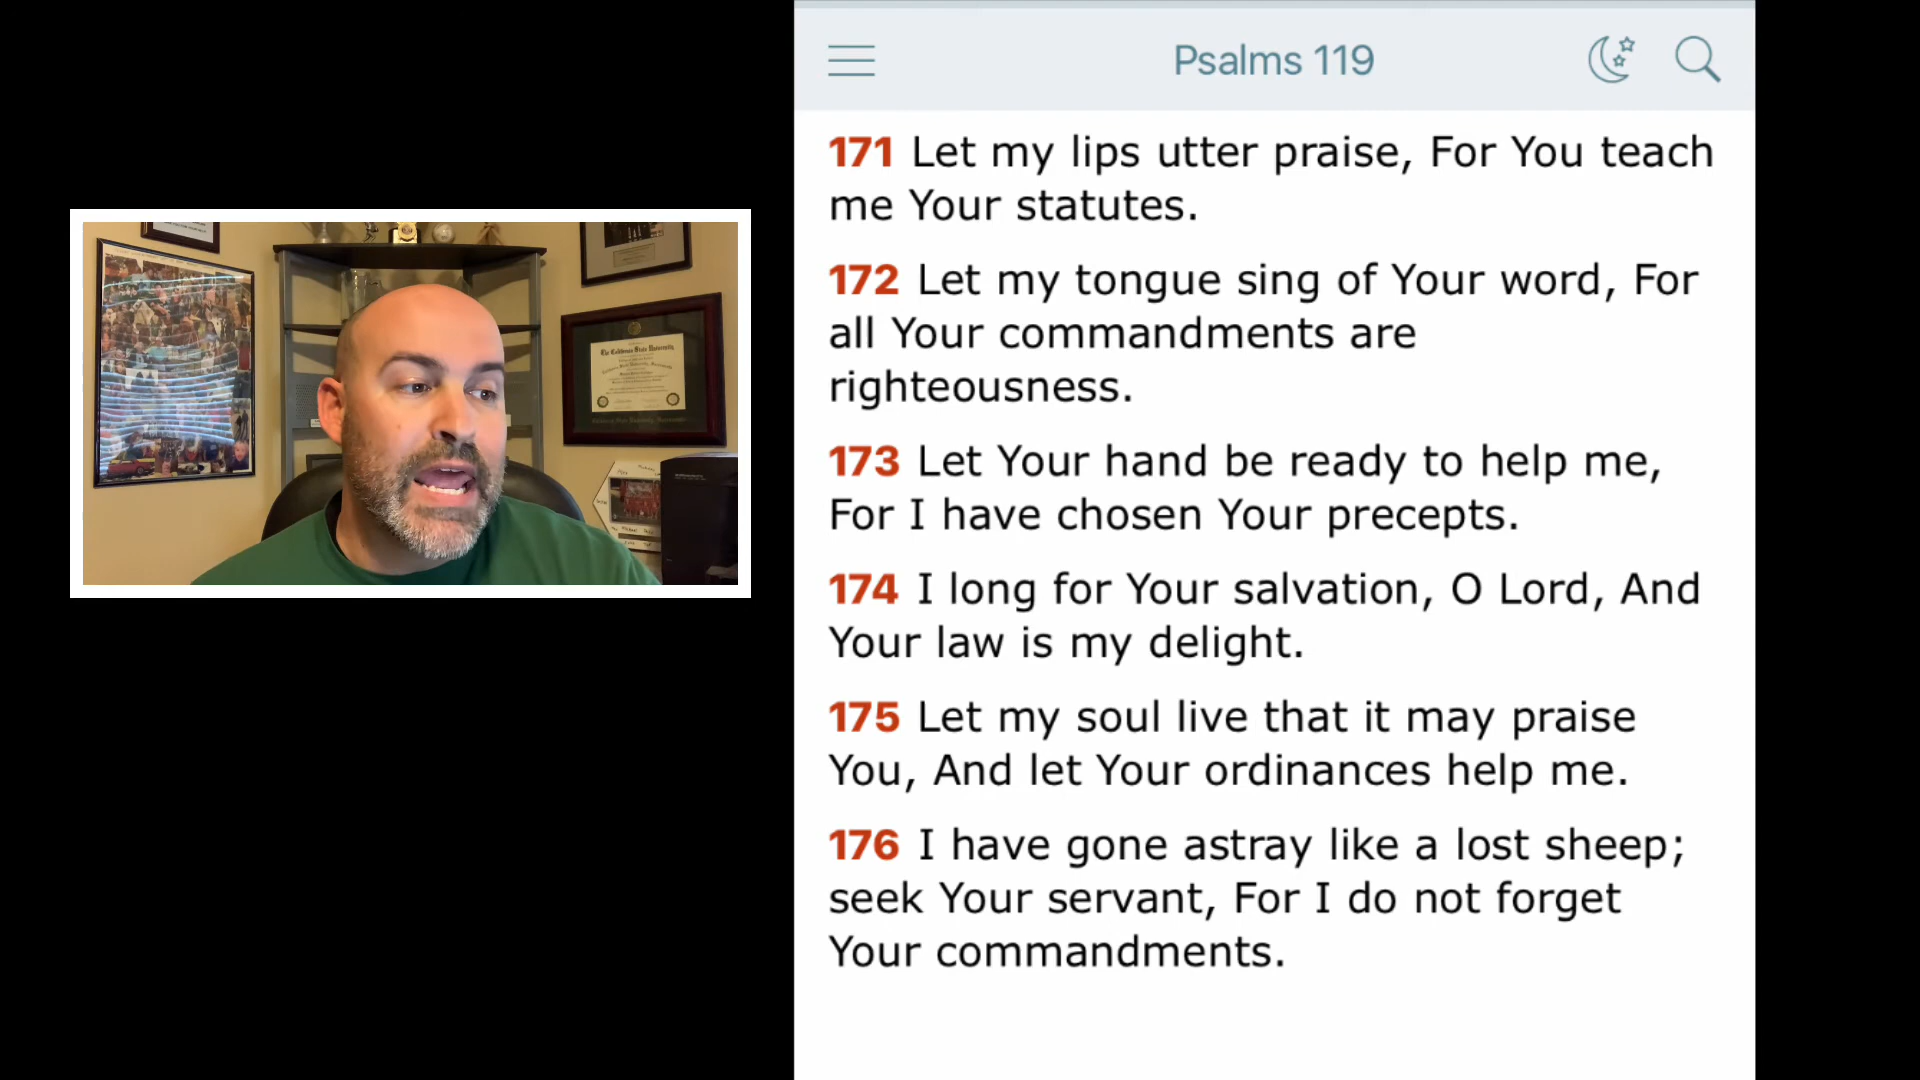 Psalms 119
171 Let my lips utter praise, For You teach
me Your statutes.
172 Let my tongue sing of Your word, For
all Your commandments are
righteousness.
173 Let Your hand be ready to help me,
For I have chosen Your precepts.
174 I long for Your salvation, O Lord, And
Your law is my delight.
175 Let my soul live that it may praise
You, And let Your ordinances help me.
176 I have gone astray like a lost sheep;
seek Your servant, For I do not forget
Your commandments.
The California State University